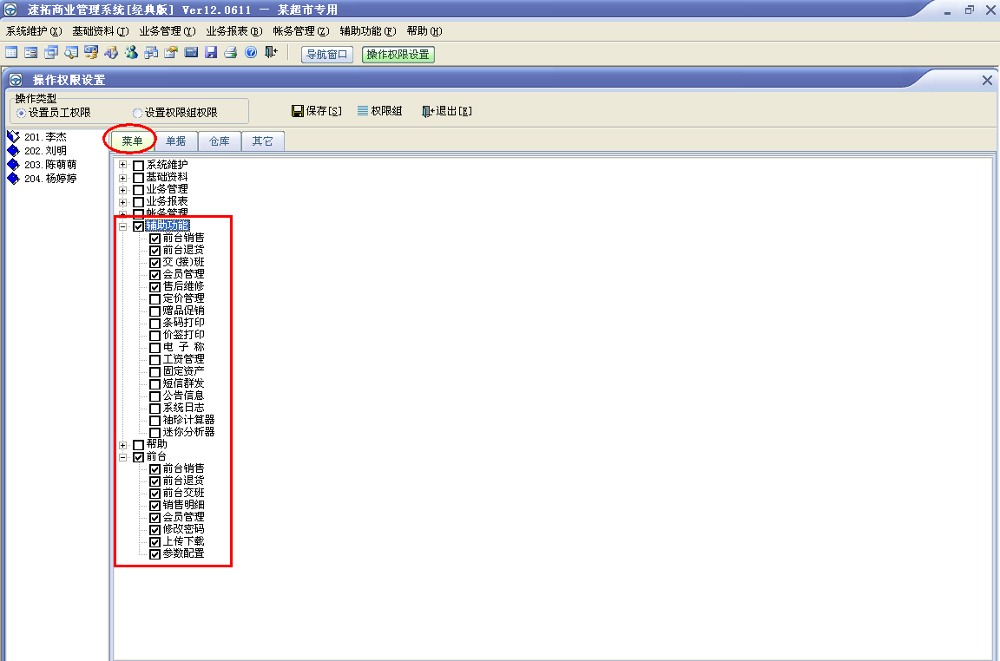 速拓商业管理系统[经典版] Ver12.0611 — 某超市专用
系统维护(X) 基础资料(J) 业务管理(Y) 业务报表(B) 帐务管理(Z) 辅助功能(F) 帮助(H)
导航窗口 操作权限设置
操作权限设置
操作类型
设置员工权限 设置权限组权限 保存[S] 权限组 退出[E]
201.李杰
202.刘明
203.陈萌萌
204.杨婷婷
菜单 单据 仓库 其它
系统维护
基础资料
业务管理
业务报表
帐务管理
辅助功能
前台销售
前台退货
交(接)班
会员管理
售后维修
定价管理
赠品促销
条码打印
价签打印
电 子 称
工资管理
固定资产
短信群发
公告信息
系统日志
袖珍计算器
迷你分析器
帮助
前台
前台销售
前台退货
前台交班
销售明细
会员管理
修改密码
上传下载
参数配置